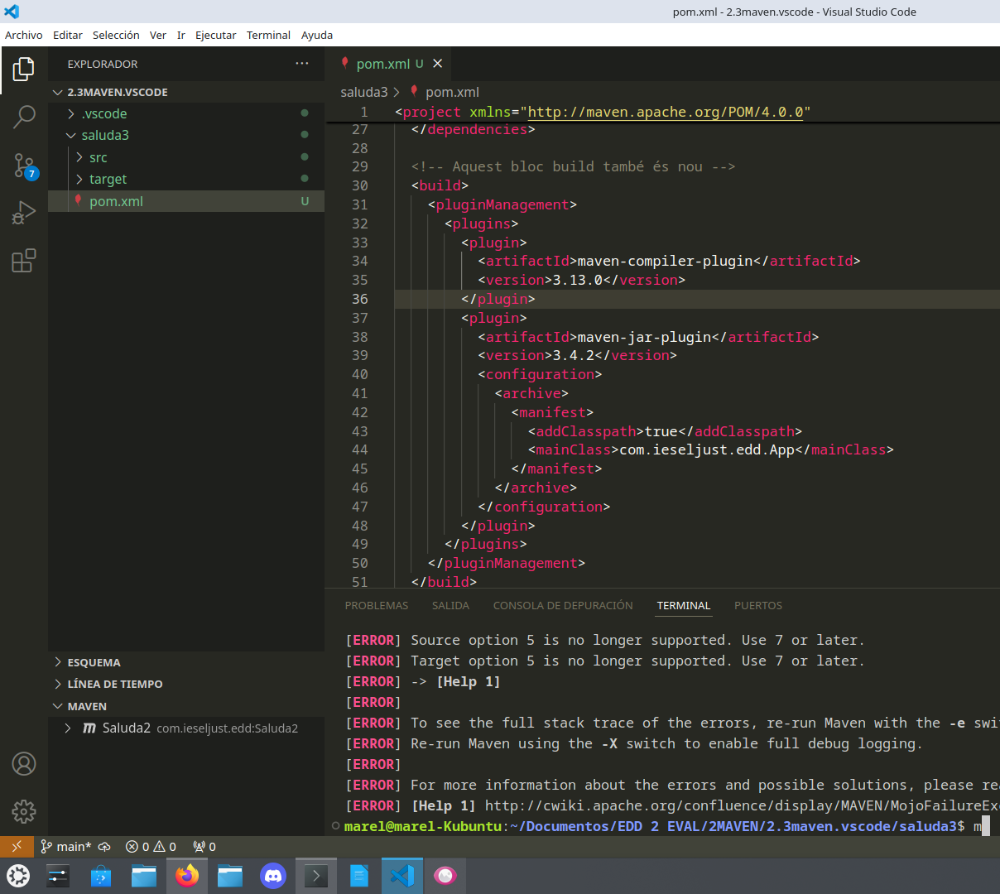 pom.xml - 2.3maven.vscode - Visual Studio Code
Archivo Editar Selección Ver Ir Ejecutar Terminal Ayuda
EXPLORADOR ···
2.3MAVEN.VSCODE
.vscode
saluda3
src
target
pom.xml U
7
ESQUEMA
LÍNEA DE TIEMPO
MAVEN
m Saluda2 com.ieseljust.edd:Saluda2
pom.xml U
saluda3 > pom.xml
1 <project xmlns="http://maven.apache.org/POM/4.0.0"
27 </dependencies>
28
29 <!-- Aquest bloc build també és nou -->
30 <build>
31 <pluginManagement>
32 <plugins>
33 <plugin>
34 <artifactId>maven-compiler-plugin</artifactId>
35 <version>3.13.0</version>
36 </plugin>
37 <plugin>
38 <artifactId>maven-jar-plugin</artifactId>
39 <version>3.4.2</version>
40 <configuration>
41 <archive>
42 <manifest>
43 <addClasspath>true</addClasspath>
44 <mainClass>com.ieseljust.edd.App</mainClass>
45 </manifest>
46 </archive>
47 </configuration>
48 </plugin>
49 </plugins>
50 </pluginManagement>
51 </build>
PROBLEMAS SALIDA CONSOLA DE DEPURACIÓN TERMINAL PUERTOS
[ERROR] Source option 5 is no longer supported. Use 7 or later.
[ERROR] Target option 5 is no longer supported. Use 7 or later.
[ERROR] -> [Help 1]
[ERROR]
[ERROR] To see the full stack trace of the errors, re-run Maven with the -e swi
[ERROR] Re-run Maven using the -X switch to enable full debug logging.
[ERROR]
[ERROR] For more information about the errors and possible solutions, please rea
[ERROR] [Help 1] http://cwiki.apache.org/confluence/display/MAVEN/MojoFailureExc
marel@marel-Kubuntu:~/Documentos/EDD 2 EVAL/2MAVEN/2.3maven.vscode/saluda3$ m
main* 0 0 0